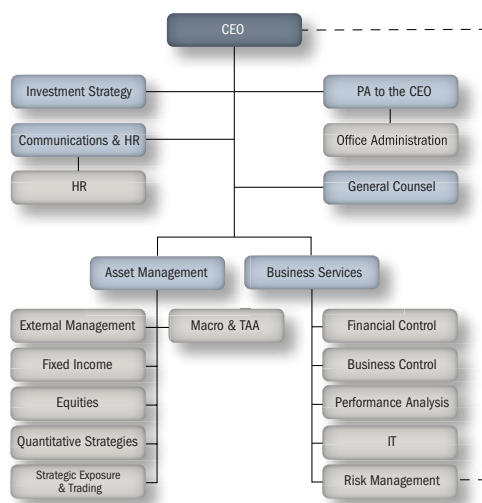 CEO
Investment Strategy
PA to the CEO
Communications & HR
Office Administration
HR
General Counsel
Asset Management
Business Services
External Management
Macro & TAA
Financial Control
Fixed Income
Business Control
Equities
Performance Analysis
Quantitative Strategies
IT
Strategic Exposure
& Trading
Risk Management